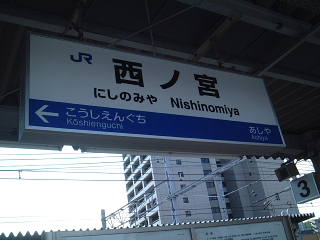 JR
西ノ宮
にしのみや Nishinomiya
こうしえんぐち あしや
Kōshienguchi Ashiya
3